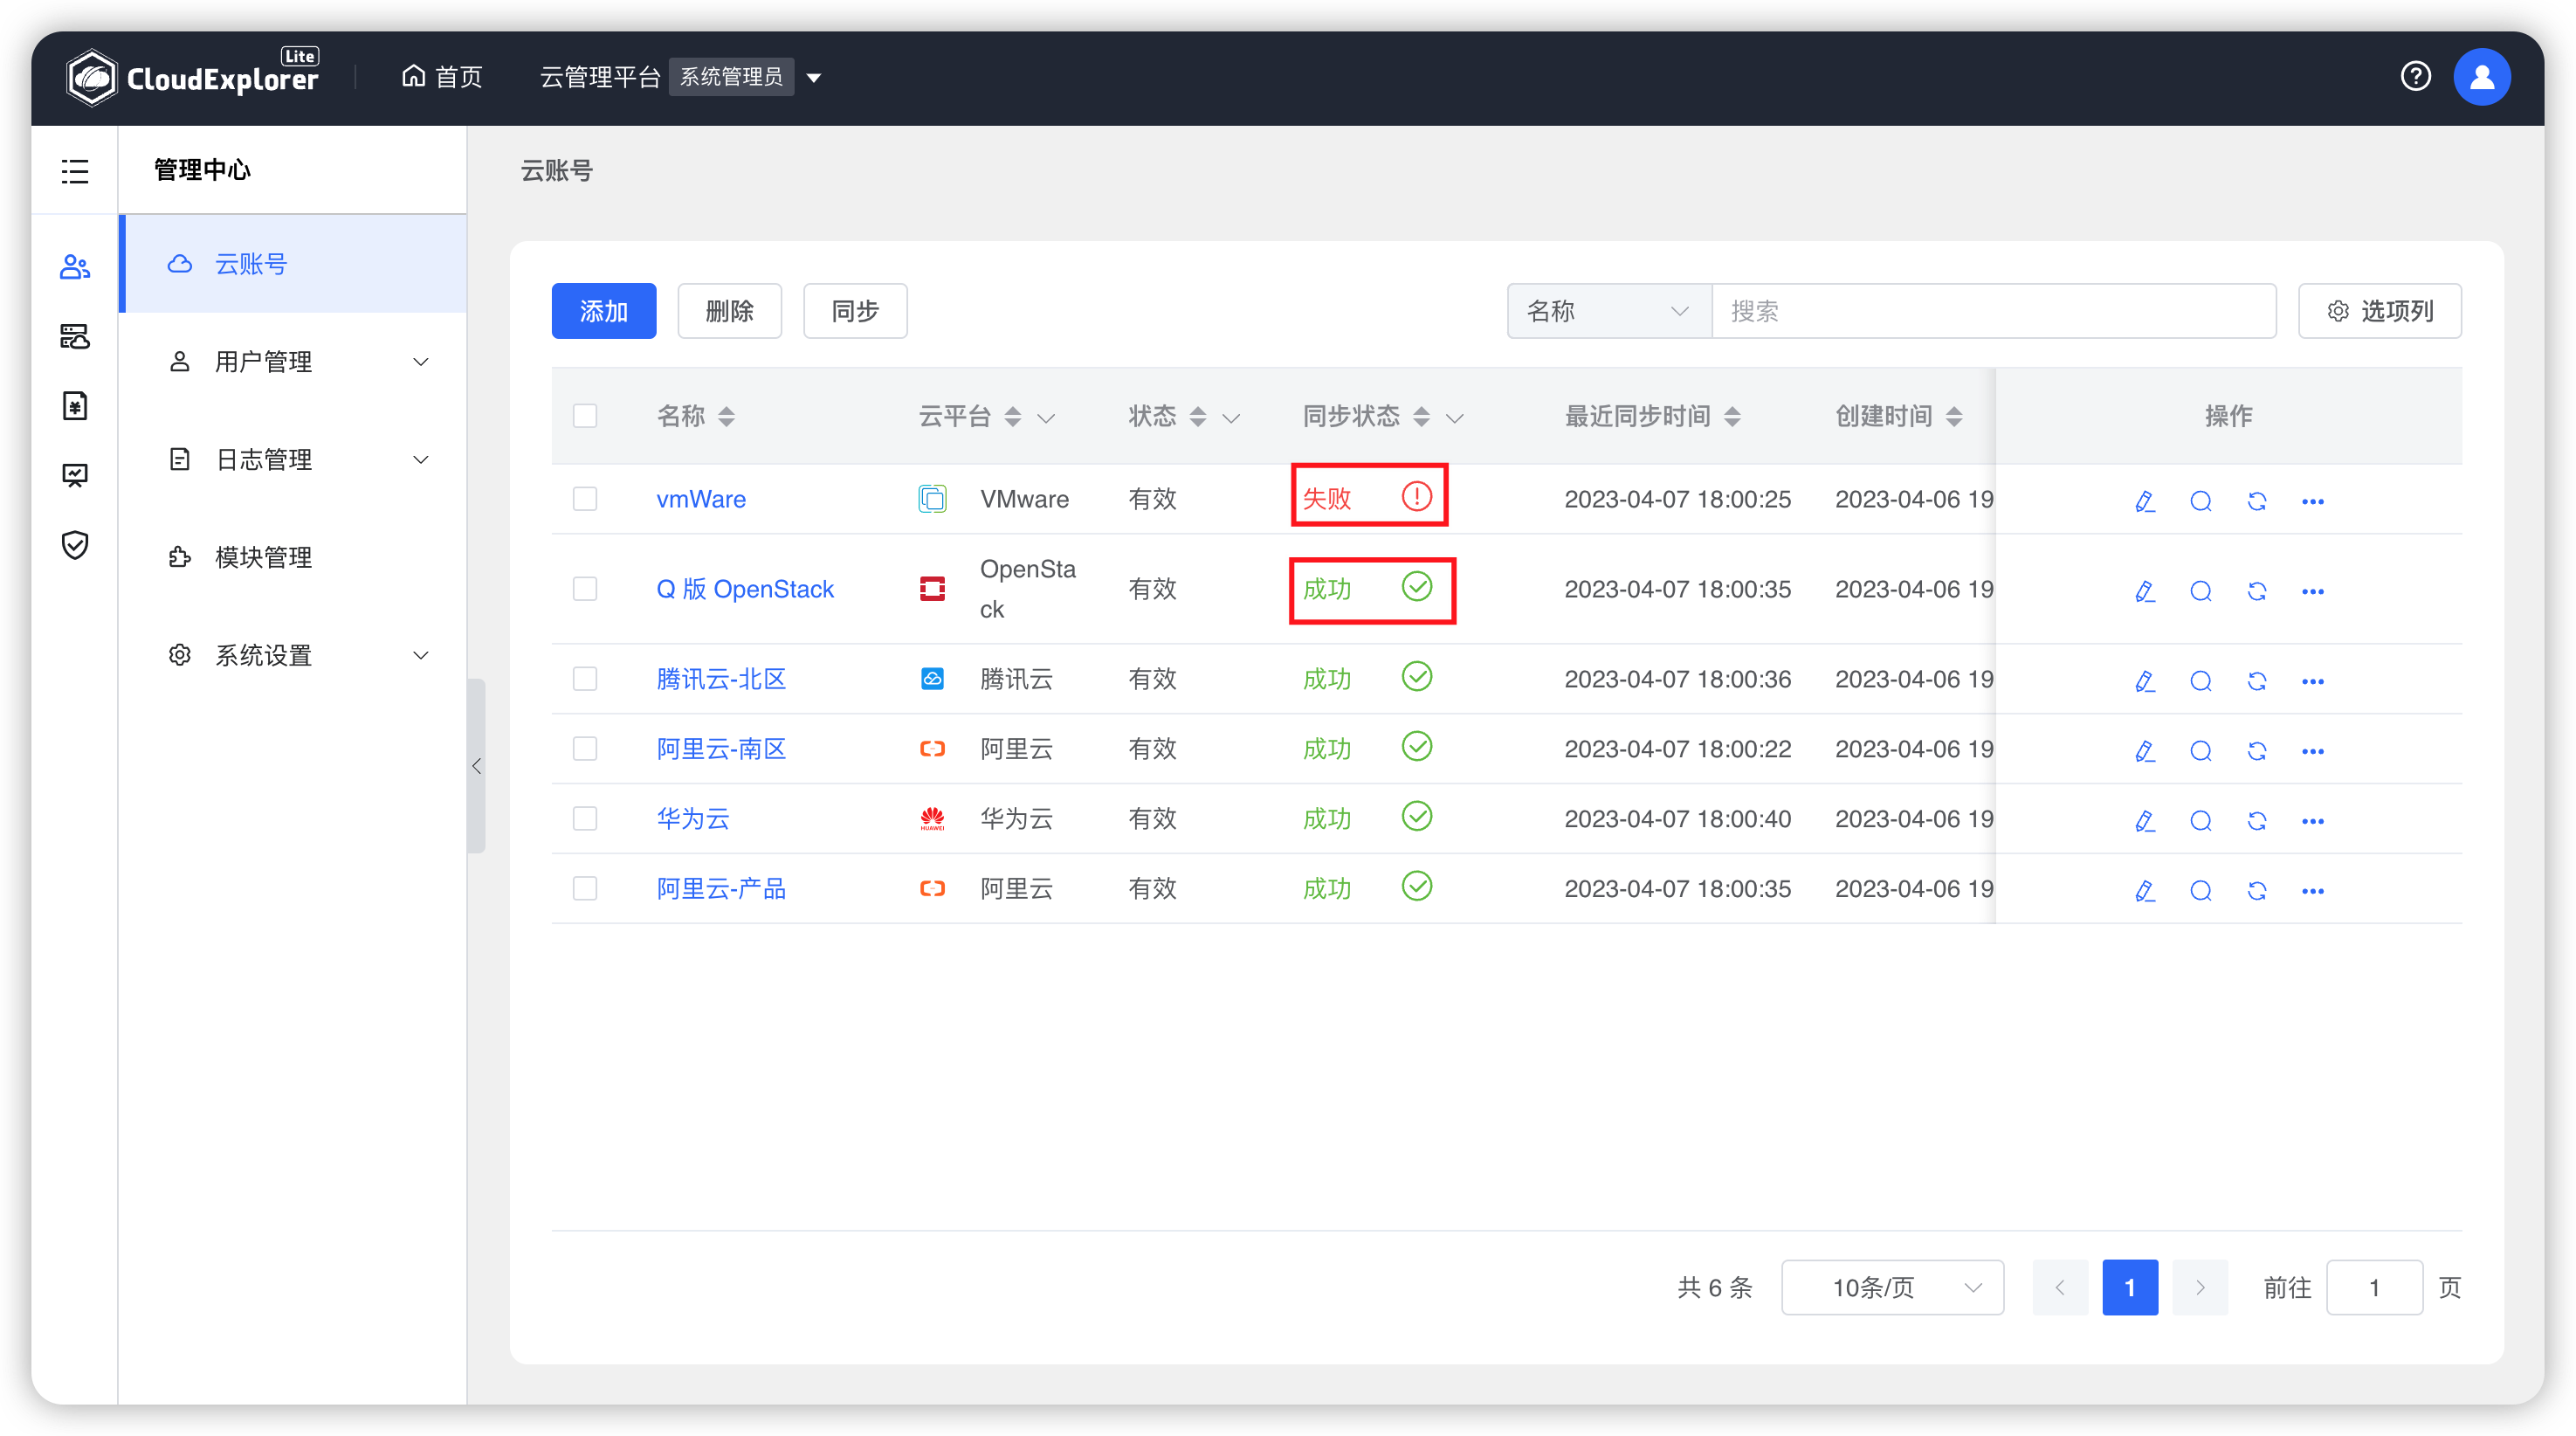 CloudExplorer Lite
首页
云管理平台 系统管理员
管理中心
云账号
用户管理
日志管理
模块管理
系统设置
云账号
添加 删除 同步 名称 搜索 选项列
名称 云平台 状态 同步状态 最近同步时间 创建时间 操作
vmWare VMware 有效 失败 2023-04-07 18:00:25 2023-04-06 19
Q 版 OpenStack OpenSta
ck 有效 成功 2023-04-07 18:00:35 2023-04-06 19
腾讯云-北区 腾讯云 有效 成功 2023-04-07 18:00:36 2023-04-06 19
阿里云-南区 阿里云 有效 成功 2023-04-07 18:00:22 2023-04-06 19
华为云 HUAWEI 华为云 有效 成功 2023-04-07 18:00:40 2023-04-06 19
阿里云-产品 阿里云 有效 成功 2023-04-07 18:00:35 2023-04-06 19
共 6 条 10条/页 1 前往 1 页